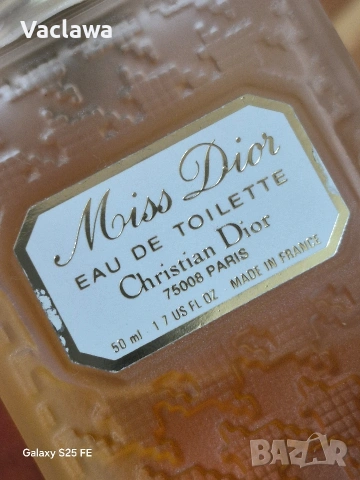 Vaclawa
Miss Dior
EAU DE TOILETTE
Christian Dior
75008 PARIS
50 ml 1 7 US FL OZ MADE IN FRANCE
Galaxy S25 FE
BAZAR